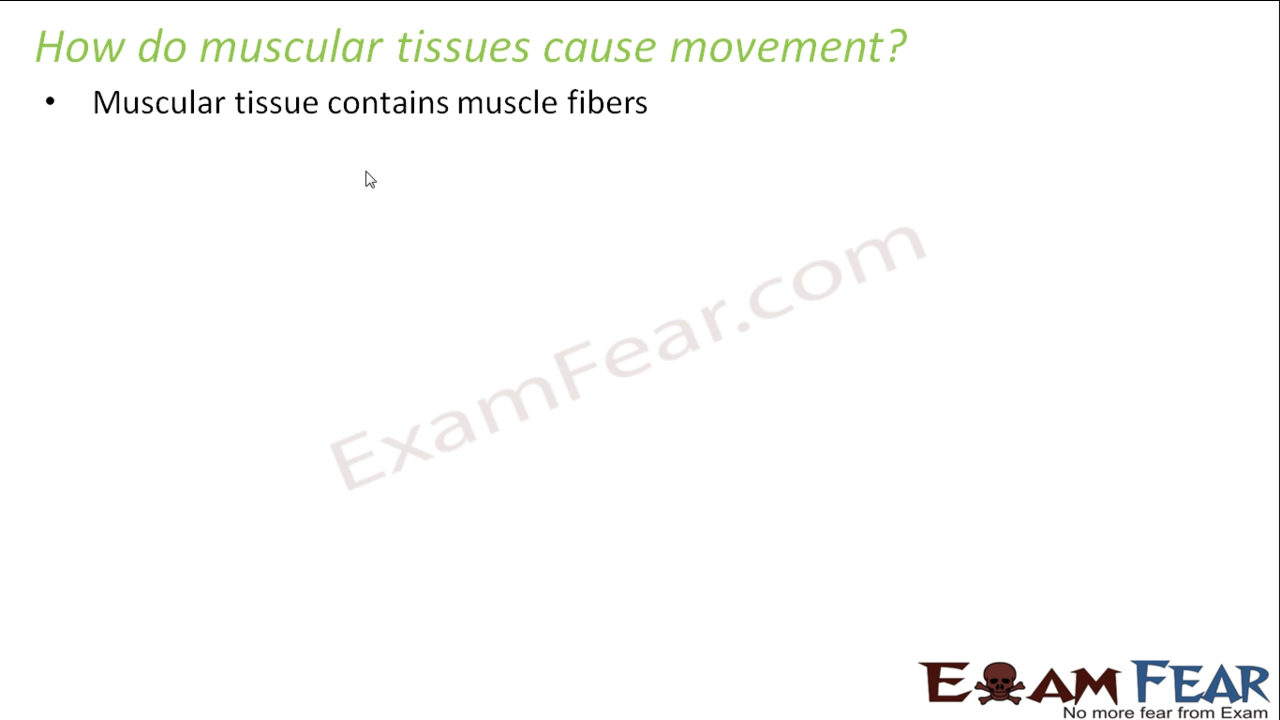 How do muscular tissues cause movement?
• Muscular tissue contains muscle fibers
ExamFear.com
EXAM FEAR
No more fear from Exam